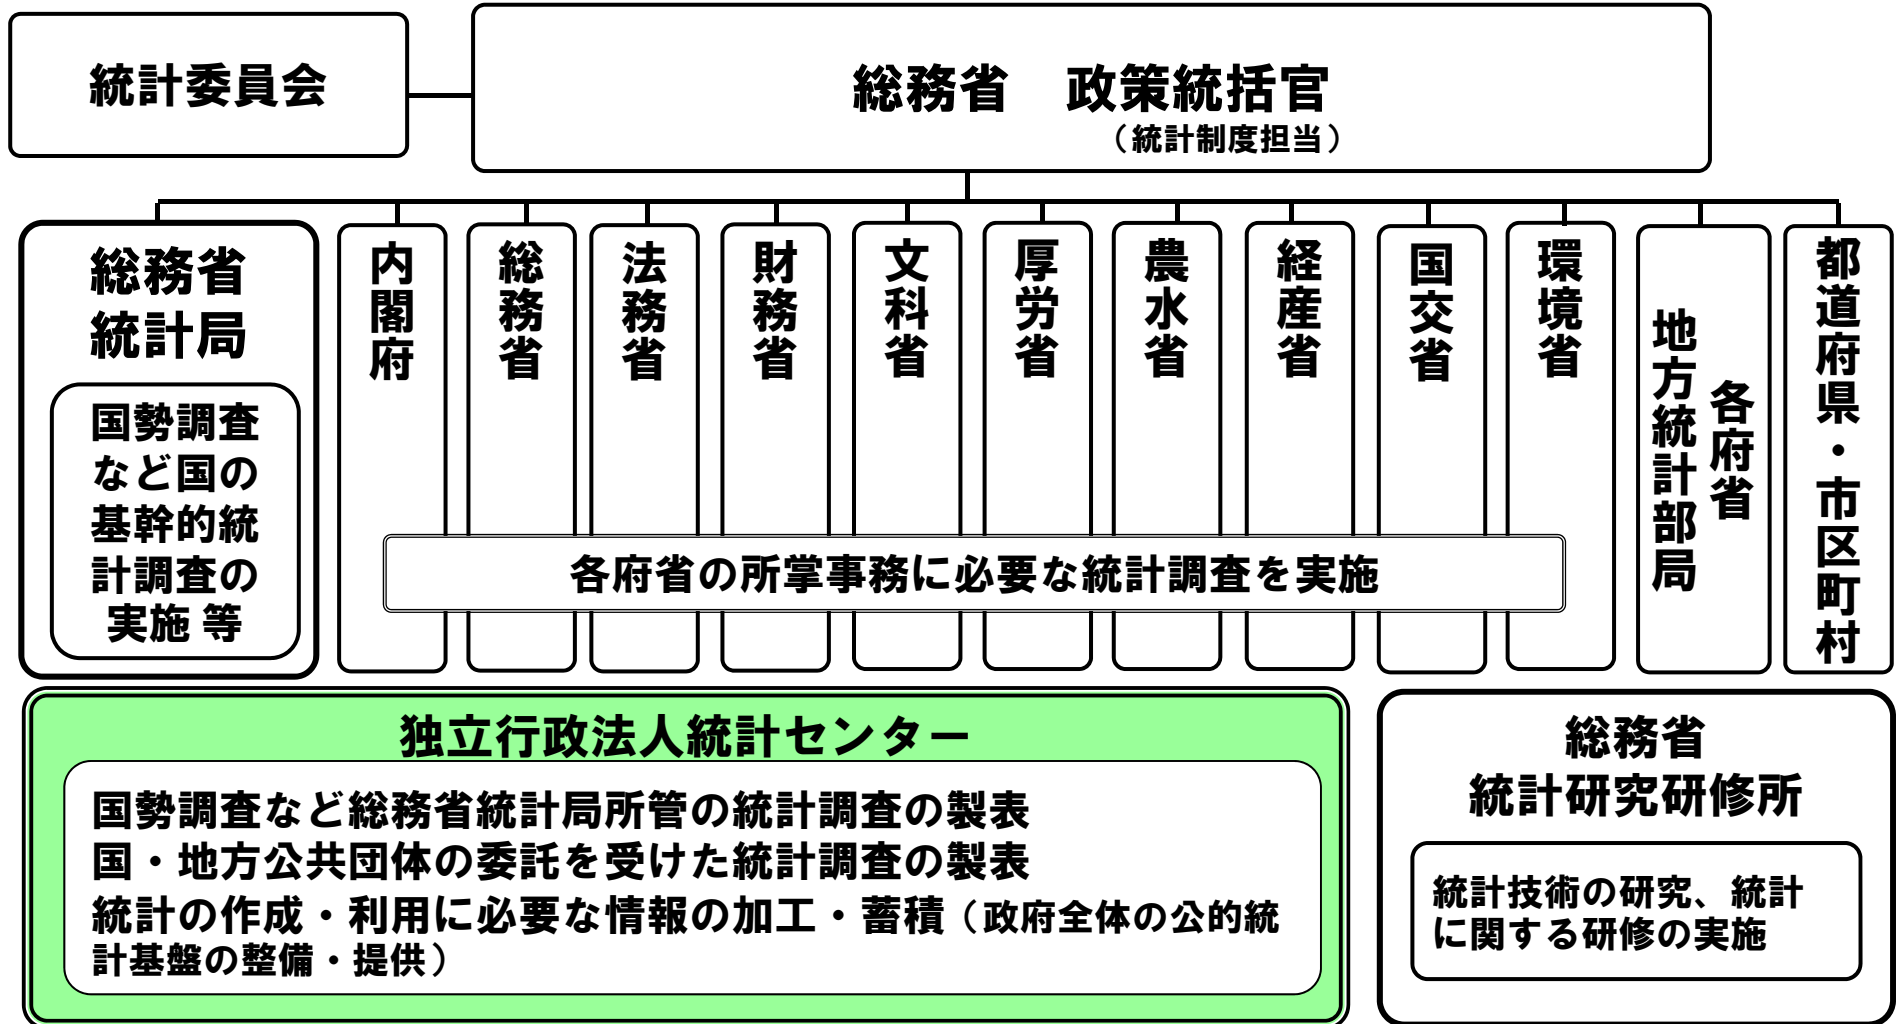 統計委員会
総務省　政策統括官
（統計制度担当）
総務省
統計局
国勢調査
など国の
基幹的統
計調査の
実施 等
内閣府
総務省
法務省
財務省
文科省
厚労省
農水省
経産省
国交省
環境省
各府省
地方統計部局
都道府県・市区町村
各府省の所掌事務に必要な統計調査を実施
独立行政法人統計センター
国勢調査など総務省統計局所管の統計調査の製表
国・地方公共団体の委託を受けた統計調査の製表
統計の作成・利用に必要な情報の加工・蓄積（政府全体の公的統
計基盤の整備・提供）
総務省
統計研究研修所
統計技術の研究、統計
に関する研修の実施